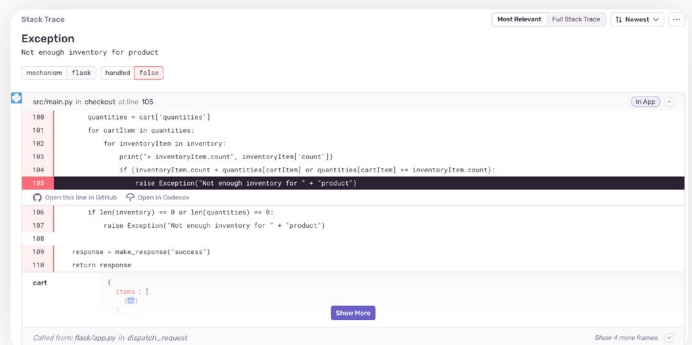 Stack Trace
Most Relevant Full Stack Trace Newest
Exception
Not enough inventory for product
mechanism flask handled false
src/main.py in checkout at line 105 In App
100 quantities = cart['quantities']
101 for cartItem in quantities:
102 for inventoryItem in inventory:
103 print("> inventoryItem.count", inventoryItem['count'])
104 if (inventoryItem.count < quantities[cartItem] or quantities[cartItem] >= inventoryItem.count):
105 raise Exception("Not enough inventory for " + "product")
Open this line in GitHub Open in Codecov
106 if len(inventory) == 0 or len(quantities) == 0:
107 raise Exception("Not enough inventory for " + "product")
108
109 response = make_response("success")
110 return response
cart {
items : [
{
]
Show More
Called from: flask/app.py in dispatch_request Show 4 more frames